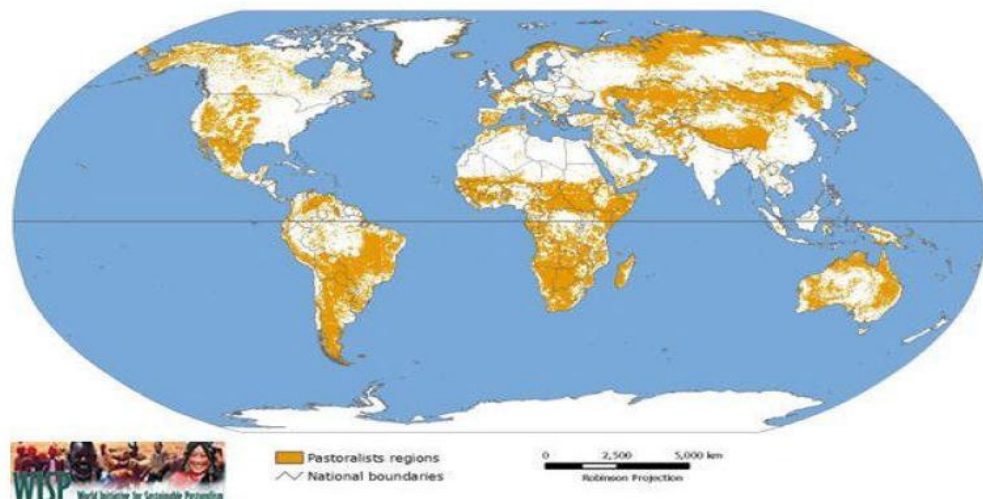 Pastoralists regions
National boundaries
0 2,500 5,000 km
Robinson Projection
WISP World Initiative for Sustainable Pastoralism